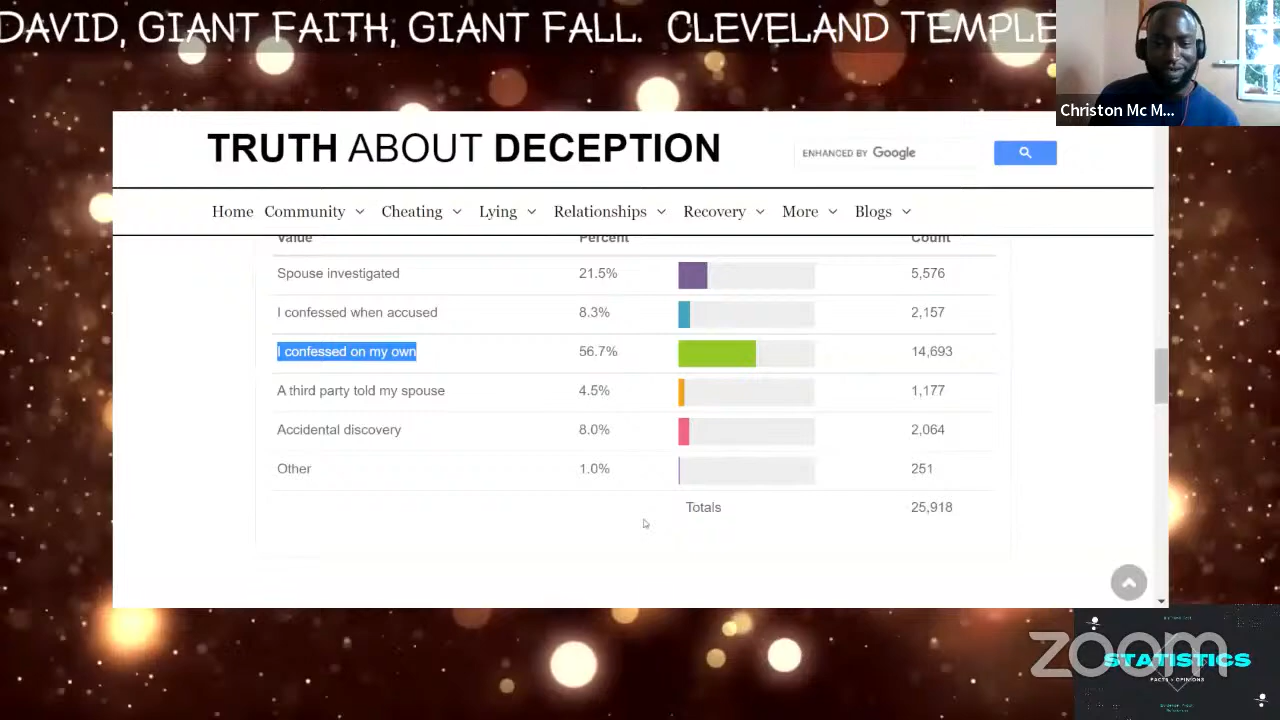 DAVID, GIANT FAITH, GIANT FALL. CLEVELAND TEMPLE
Christon Mc M...
TRUTH ABOUT DECEPTION
ENHANCED BY Google
Home Community Cheating Lying Relationships Recovery More Blogs
Value Percent Count
Spouse investigated 21.5% 5,576
I confessed when accused 8.3% 2,157
I confessed on my own 56.7% 14,693
A third party told my spouse 4.5% 1,177
Accidental discovery 8.0% 2,064
Other 1.0% 251
Totals 25,918
zoom
STATISTICS
FACTS > OPINIONS